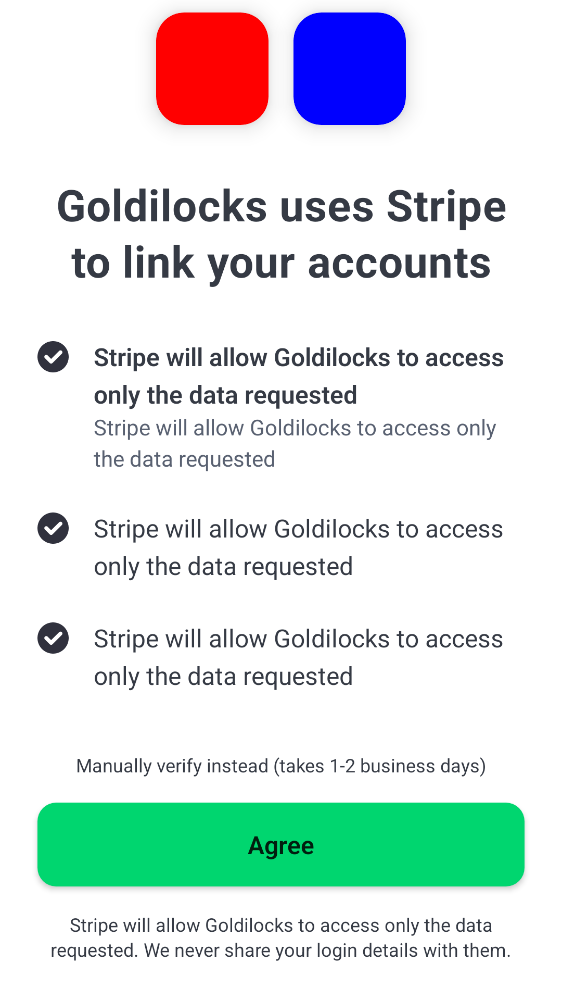 Goldilocks uses Stripe
to link your accounts
Stripe will allow Goldilocks to access
only the data requested
Stripe will allow Goldilocks to access only
the data requested
Stripe will allow Goldilocks to access
only the data requested
Stripe will allow Goldilocks to access
only the data requested
Manually verify instead (takes 1-2 business days)
Agree
Stripe will allow Goldilocks to access only the data
requested. We never share your login details with them.